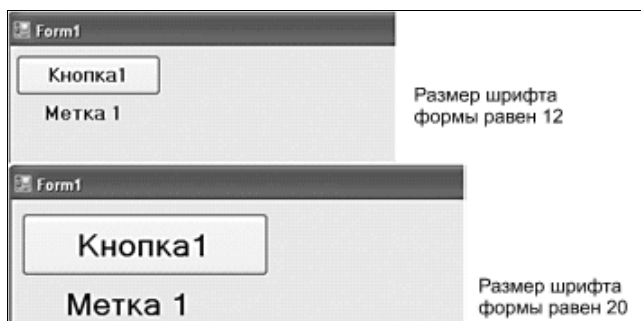 Form1
Кнопка1
Метка 1
Размер шрифта
формы равен 12
Form1
Кнопка1
Метка 1
Размер шрифта
формы равен 20